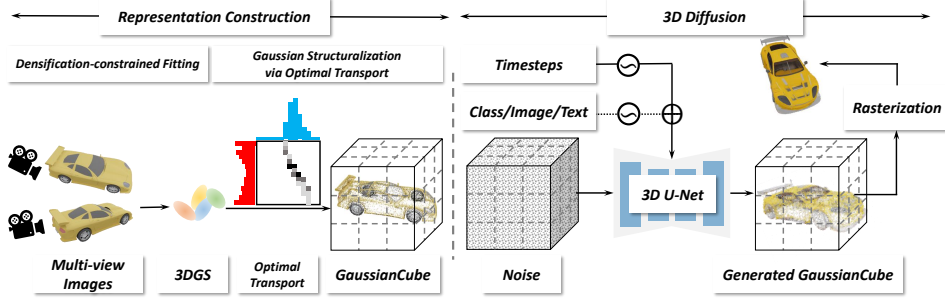 Representation Construction
3D Diffusion
Densification-constrained Fitting
Gaussian Structuralization
via Optimal Transport
Timesteps
Class/Image/Text
Rasterization
3D U-Net
Multi-view
Images
3DGS
Optimal
Transport
GaussianCube
Noise
Generated GaussianCube